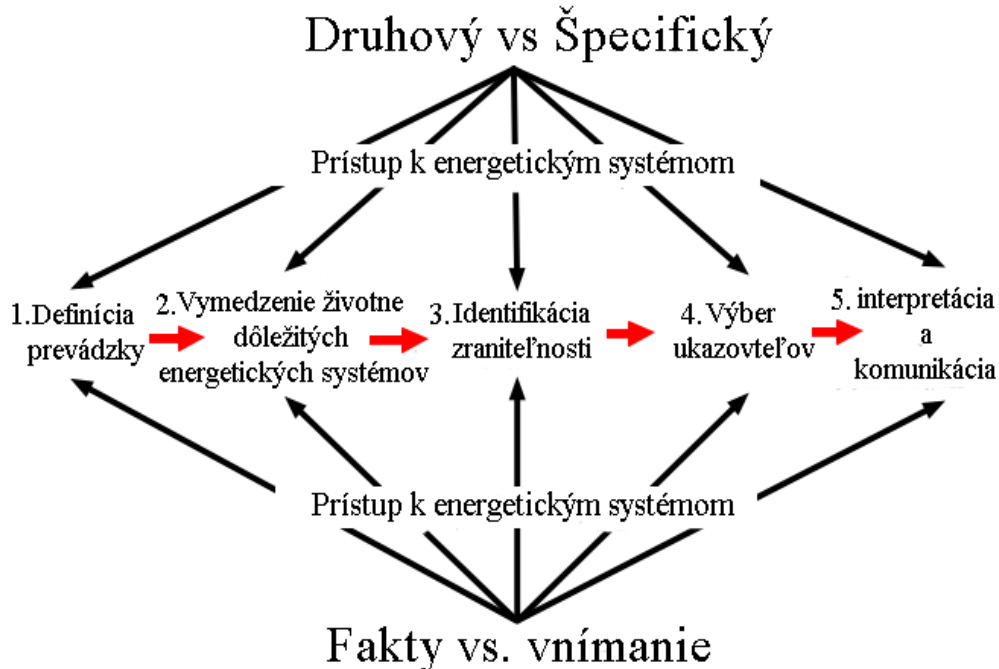 Druhový vs Špecifický
Prístup k energetickým systémom
1.Definícia
prevádzky
2.Vymedzenie životne
dôležitých
energetických systémov
3. Identifikácia
zraniteľnosti
4. Výber
ukazovteľov
5. interpretácia
a
komunikácia
Prístup k energetickým systémom
Fakty vs. vnímanie